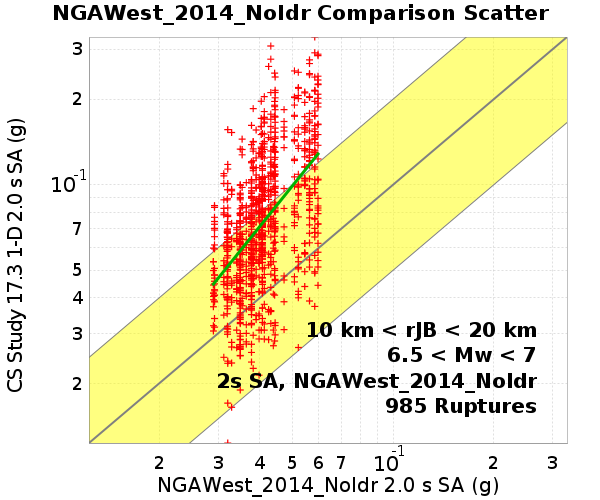 NGAWest_2014_NoIdr Comparison Scatter
CS Study 17.3 1-D 2.0 s SA (g)
3
2
10-1
7
5
4
3
2
10 km < rJB < 20 km
6.5 < Mw < 7
2s SA, NGAWest_2014_NoIdr
985 Ruptures
2 3 4 5 6 7 10-1 2 3
NGAWest_2014_NoIdr 2.0 s SA (g)